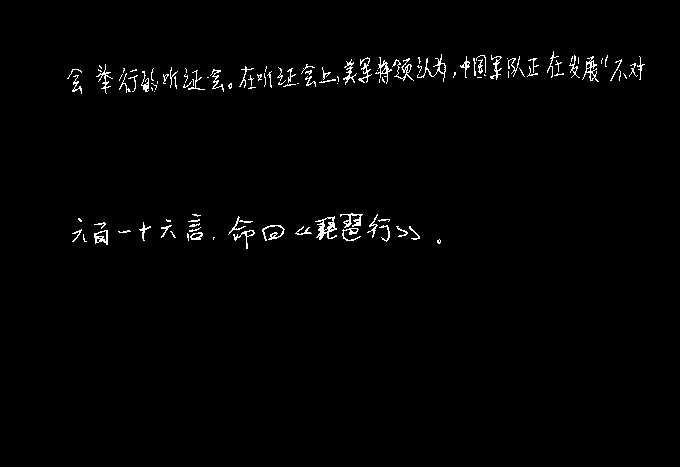 会举行的听证会。在听证会上，美军将领认为，中国军队正在发展“不对
六百一十六言，命曰《琵琶行》。